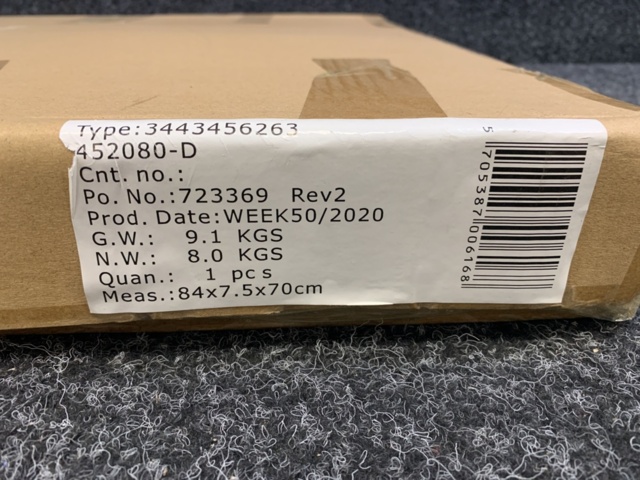 Type:3443456263
452080-D
Cnt. no.:
Po. No.:723369 Rev2
Prod. Date:WEEK50/2020
G.W.: 9.1 KGS
N.W.: 8.0 KGS
Quan.: 1 pcs
Meas.:84x7.5x70cm
5 705387 006168